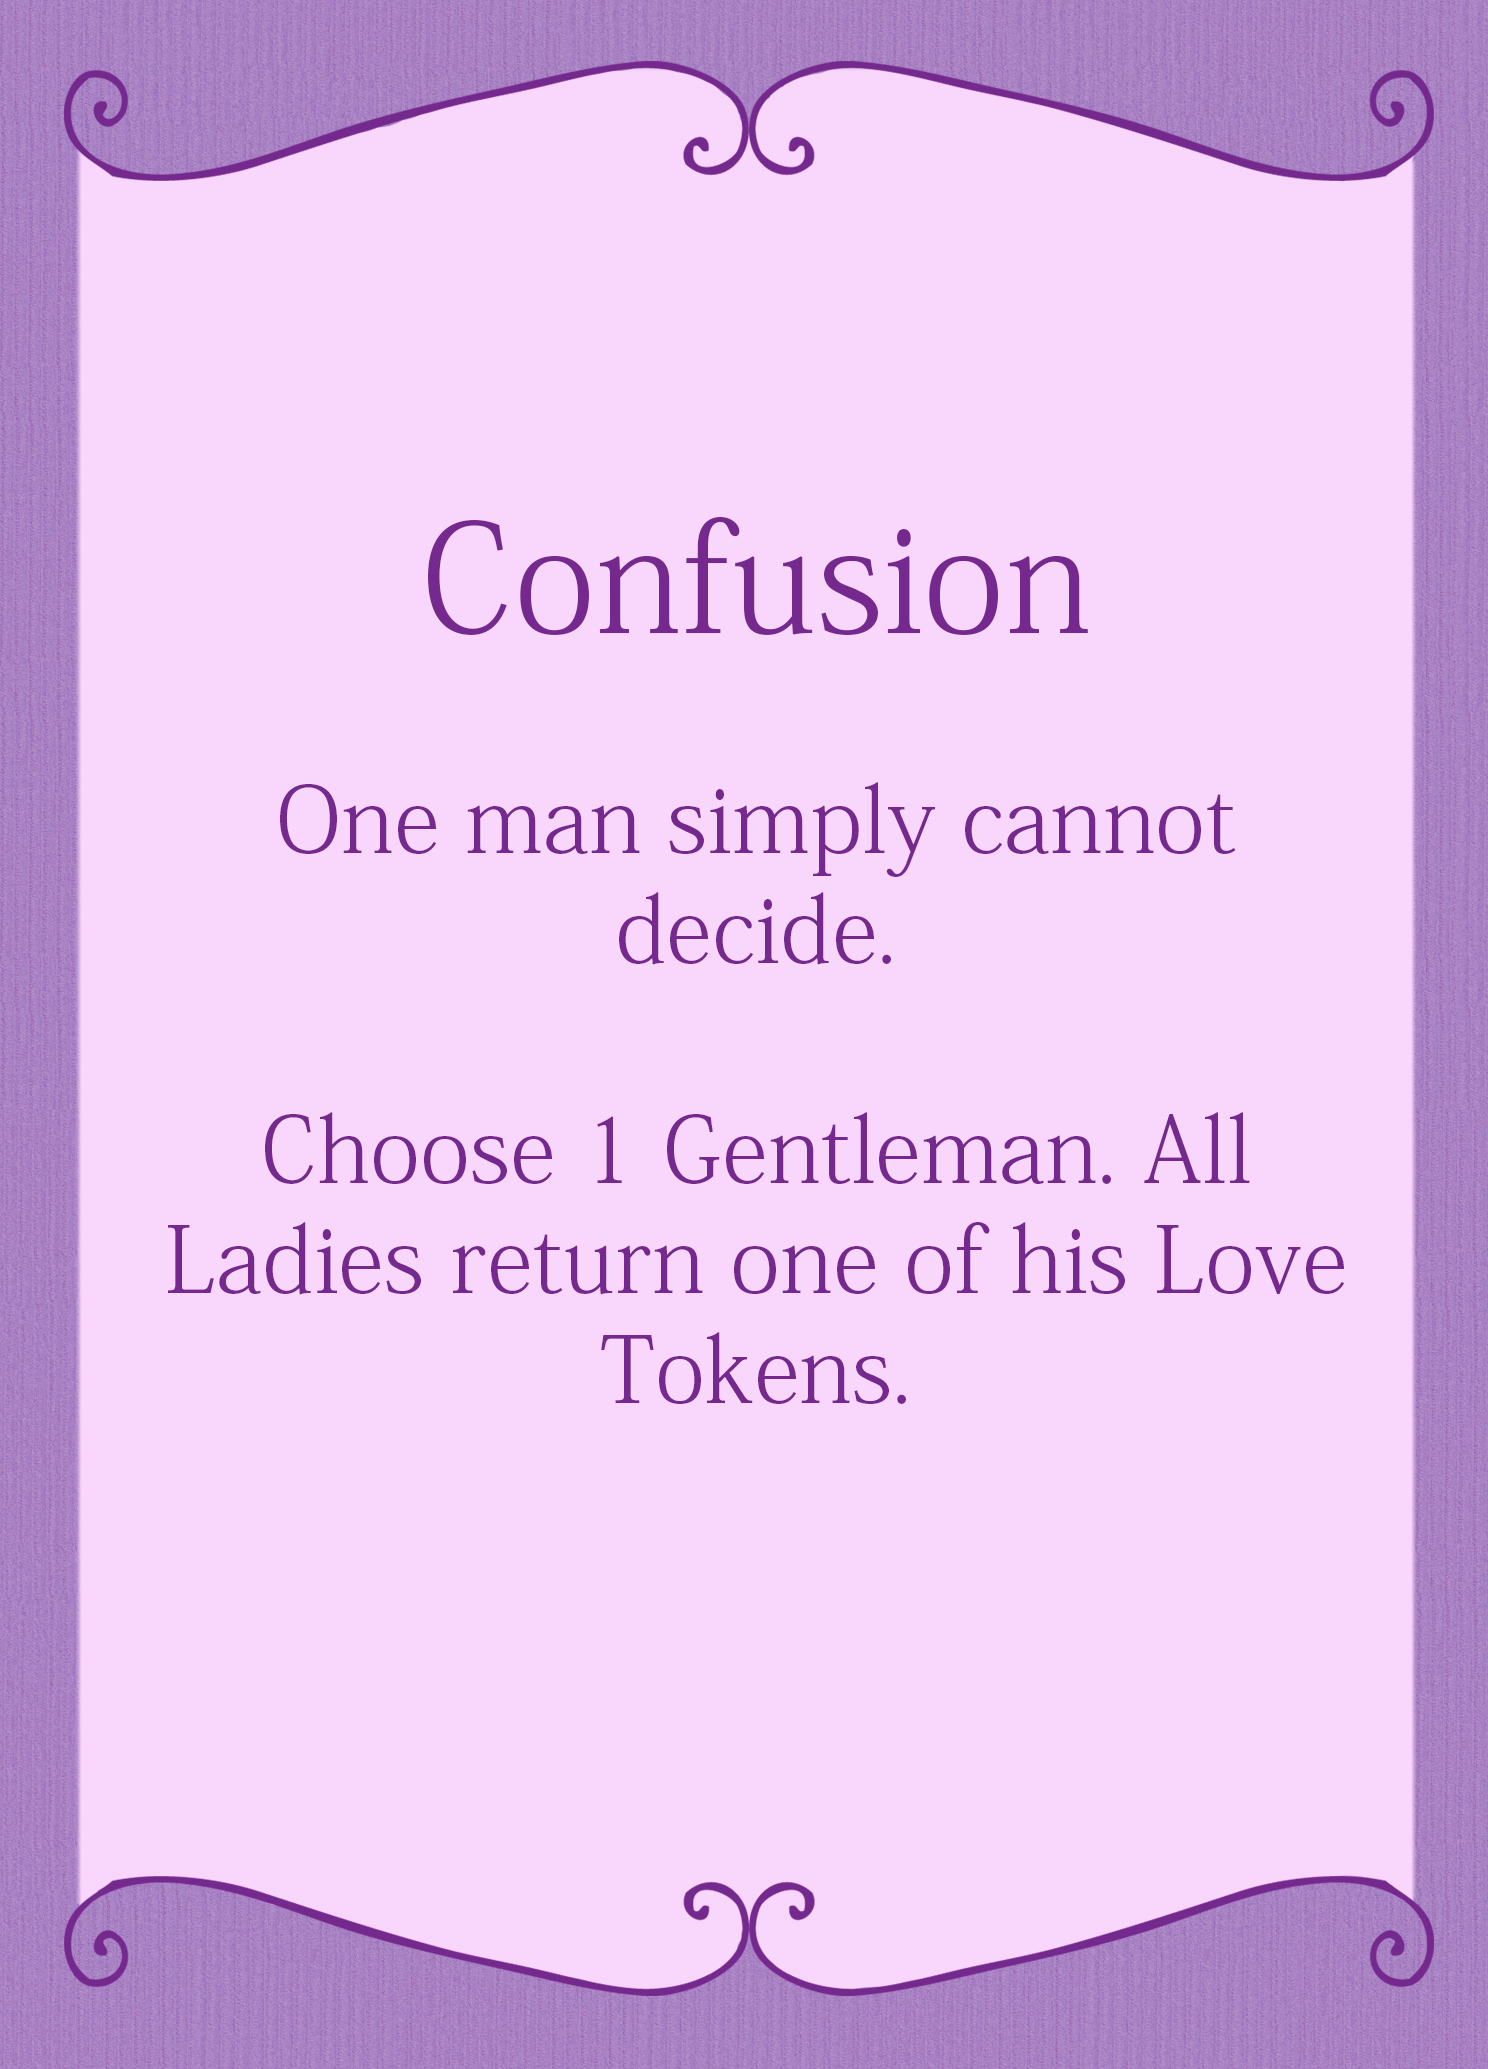 Confusion
One man simply cannot
decide.
Choose 1 Gentleman. All
Ladies return one of his Love
Tokens.